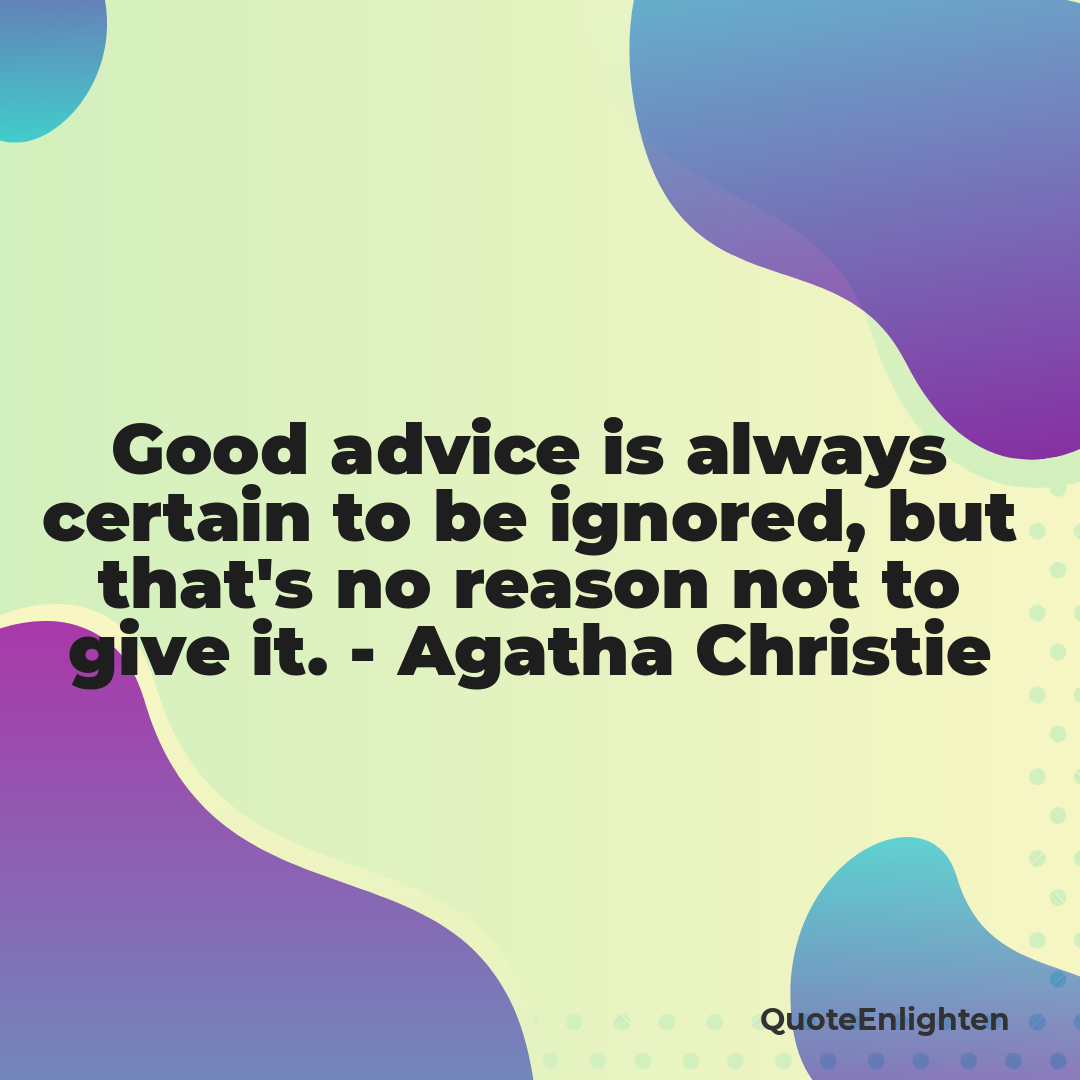 Good advice is always
certain to be ignored, but
that's no reason not to
give it. - Agatha Christie
QuoteEnlighten